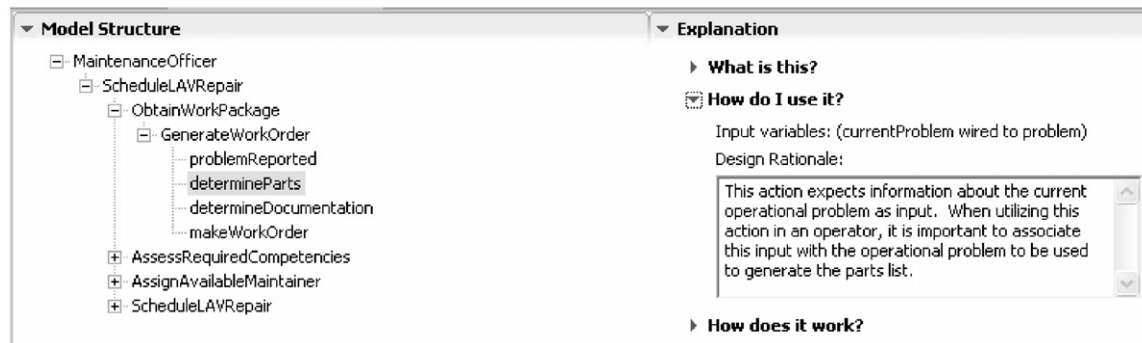 Model Structure
MaintenanceOfficer
ScheduleLAVRepair
ObtainWorkPackage
GenerateWorkOrder
problemReported
determineParts
determineDocumentation
makeWorkOrder
AssessRequiredCompetencies
AssignAvailableMaintainer
ScheduleLAVRepair
Explanation
What is this?
How do I use it?
Input variables: (currentProblem wired to problem)
Design Rationale:
This action expects information about the current
operational problem as input. When utilizing this
action in an operator, it is important to associate
this input with the operational problem to be used
to generate the parts list.
How does it work?